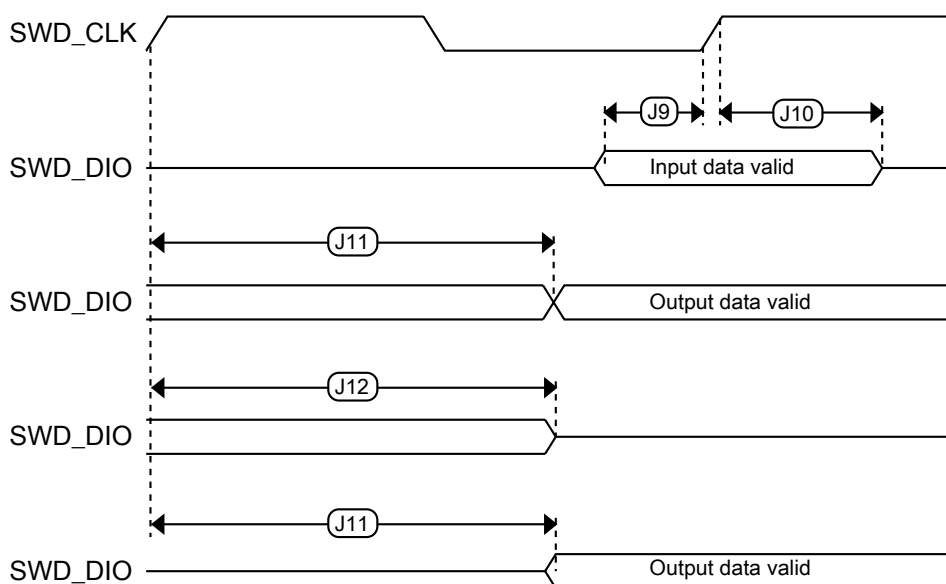 SWD_CLK
J9
J10
SWD_DIO
Input data valid
J11
SWD_DIO
Output data valid
J12
SWD_DIO
J11
SWD_DIO
Output data valid